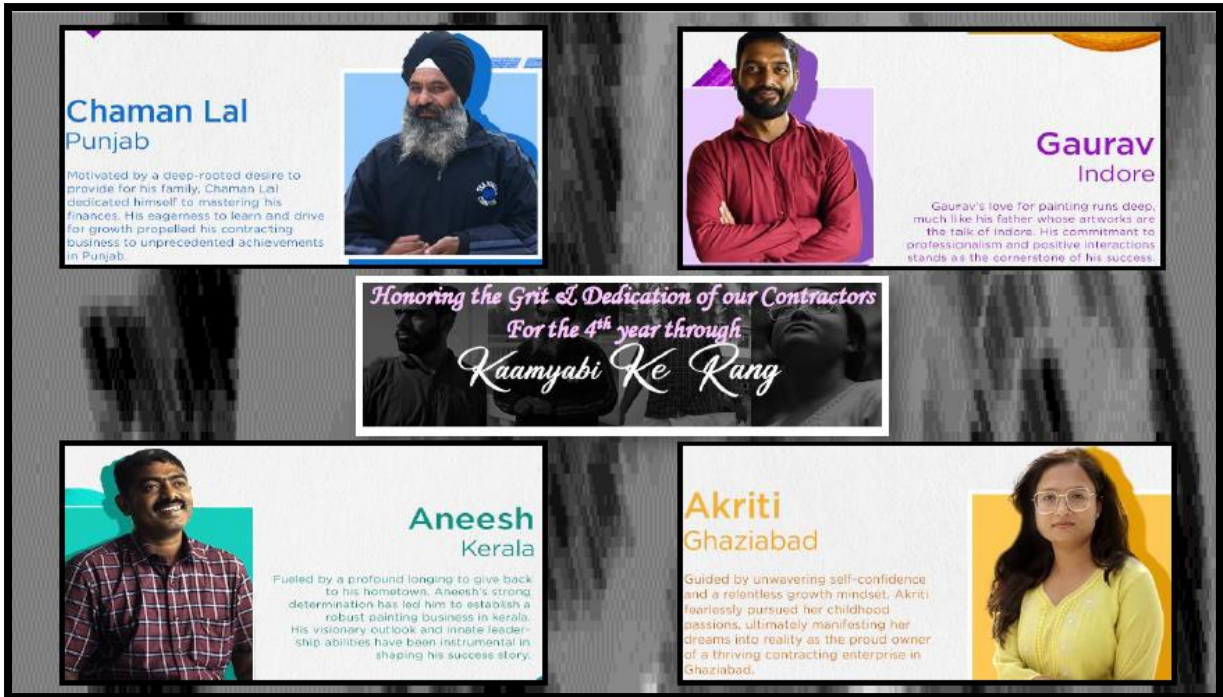 Chaman Lal
Punjab
Motivated by a deep-rooted desire to
provide for his family, Chaman Lal
dedicated himself to mastering his
finances. His eagerness to learn and drive
for growth propelled his contracting
business to unprecedented achievements
in Punjab
Gaurav
Indore
Gaurav's love for painting runs deep,
much like his father whose artworks are
the talk of Indore. His commitment to
professionalism and positive interactions
stands as the cornerstone of his success.
Honoring the Grit & Dedication of our Contractors
For the 4th year through
Kaamyabi Ke Rang
Aneesh
Kerala
Fueled by a profound longing to give back
to his hometown, Aneesh's strong
determination has led him to establish a
robust painting business in kerala.
His visionary outlook and innate leader-
ship abilities have been instrumental in
shaping his success story.
Akriti
Ghaziabad
Guided by unwavering self-confidence
and a relentless growth mindset. Akriti
fearlessly pursued her childhood
passions, ultimately manifesting her
dreams into reality as the proud owner
of a thriving contracting enterprise in
Ghaziabad.